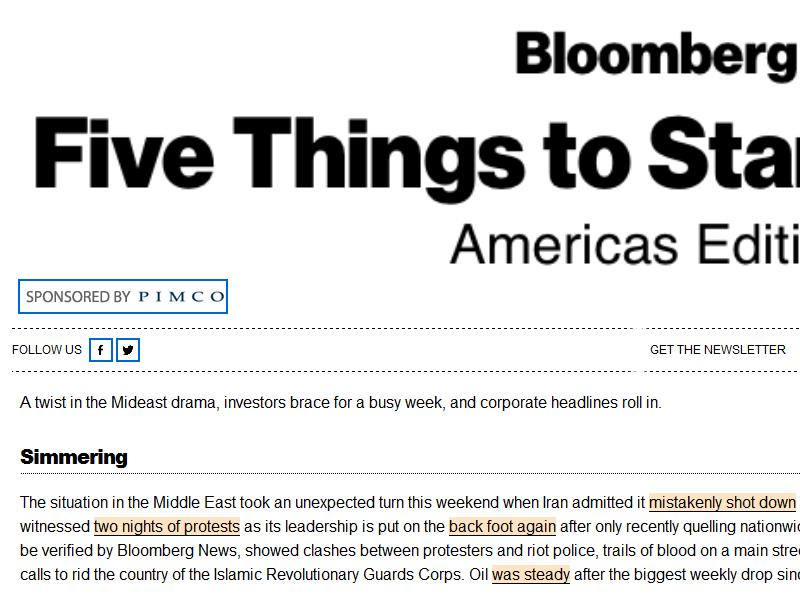 Bloomberg
Five Things to Star
Americas Editi
SPONSORED BY PIMCO
FOLLOW US
GET THE NEWSLETTER
A twist in the Mideast drama, investors brace for a busy week, and corporate headlines roll in.
Simmering
The situation in the Middle East took an unexpected turn this weekend when Iran admitted it mistakenly shot down
witnessed two nights of protests as its leadership is put on the back foot again after only recently quelling nationwi
be verified by Bloomberg News, showed clashes between protesters and riot police, trails of blood on a main stre
calls to rid the country of the Islamic Revolutionary Guards Corps. Oil was steady after the biggest weekly drop sinc